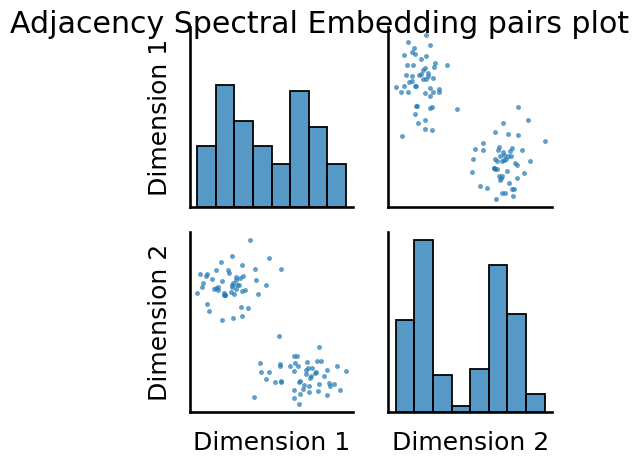 Adjacency Spectral Embedding pairs plot
Dimension 1
Dimension 2
Dimension 1
Dimension 2